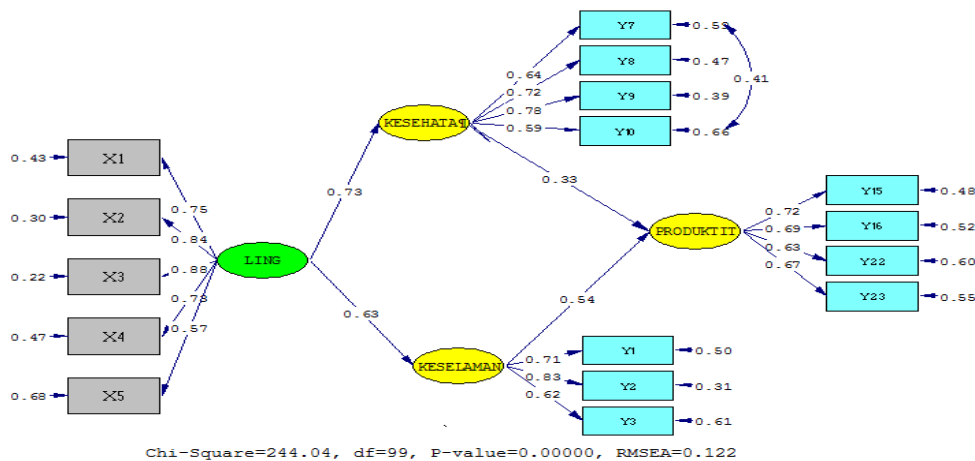 0.59
Y7
0.47
Y8
0.41
0.39
Y9
0.66
Y10
0.64
0.72
0.78
0.59
KESEHATA¶
0.43
X1
0.30
X2
0.22
X3
0.47
X4
0.68
X5
0.75
0.84
0.88
0.73
0.57
LING
0.73
0.63
0.33
0.54
PRODUKTIT
0.72
0.69
0.63
0.67
Y15
0.48
Y16
0.52
Y22
0.60
Y23
0.55
KESELAMAN
0.71
0.83
0.62
Y1
0.50
Y2
0.31
Y3
0.61
Chi-Square=244.04, df=99, P-value=0.00000, RMSEA=0.122